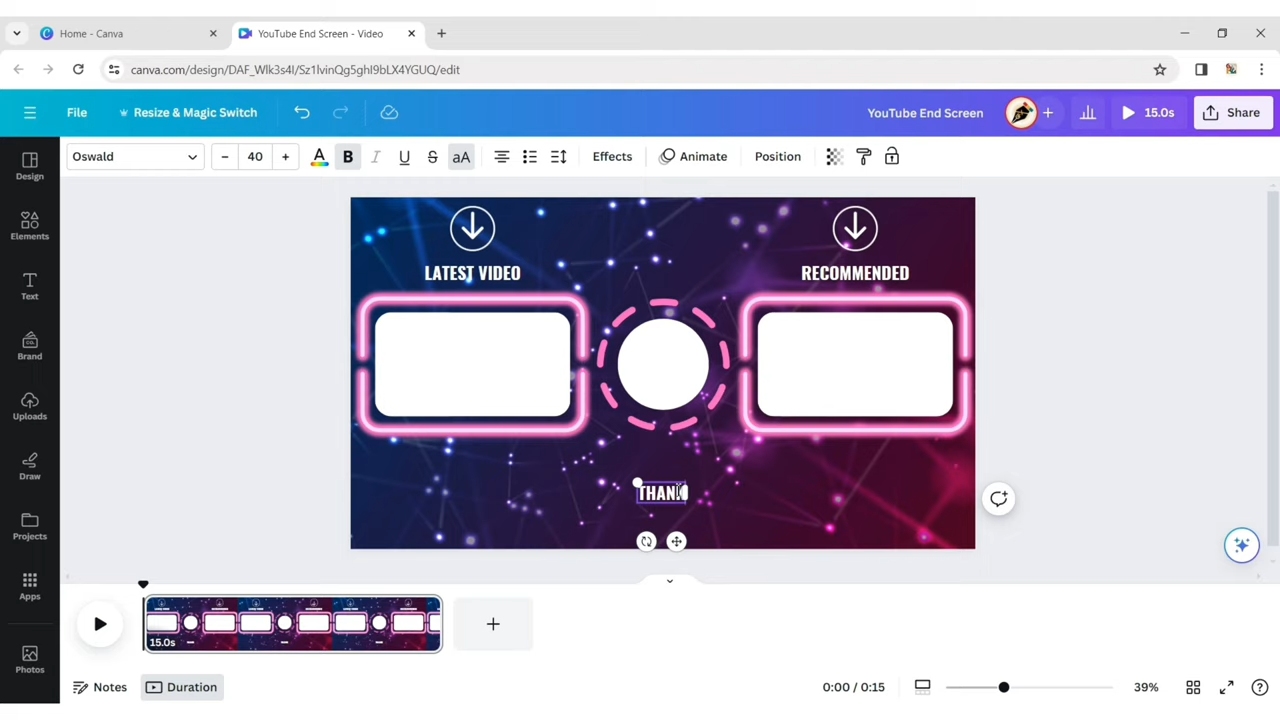 Home - Canva
YouTube End Screen - Video
canva.com/design/DAF_Wlk3s4I/Sz1lvinQg5ghI9bLX4YGUQ/edit
File
Resize & Magic Switch
YouTube End Screen
15.0s
Share
Oswald
40
A
B
I
U
S
aA
Effects
Animate
Position
Design
Elements
Text
Brand
Uploads
Draw
Projects
Apps
Photos
LATEST VIDEO
RECOMMENDED
15.0s
Notes
Duration
0:00 / 0:15
39%